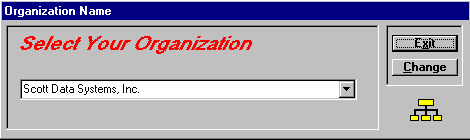 Organization Name
Select Your Organization
Exit
Scott Data Systems, Inc.
Change